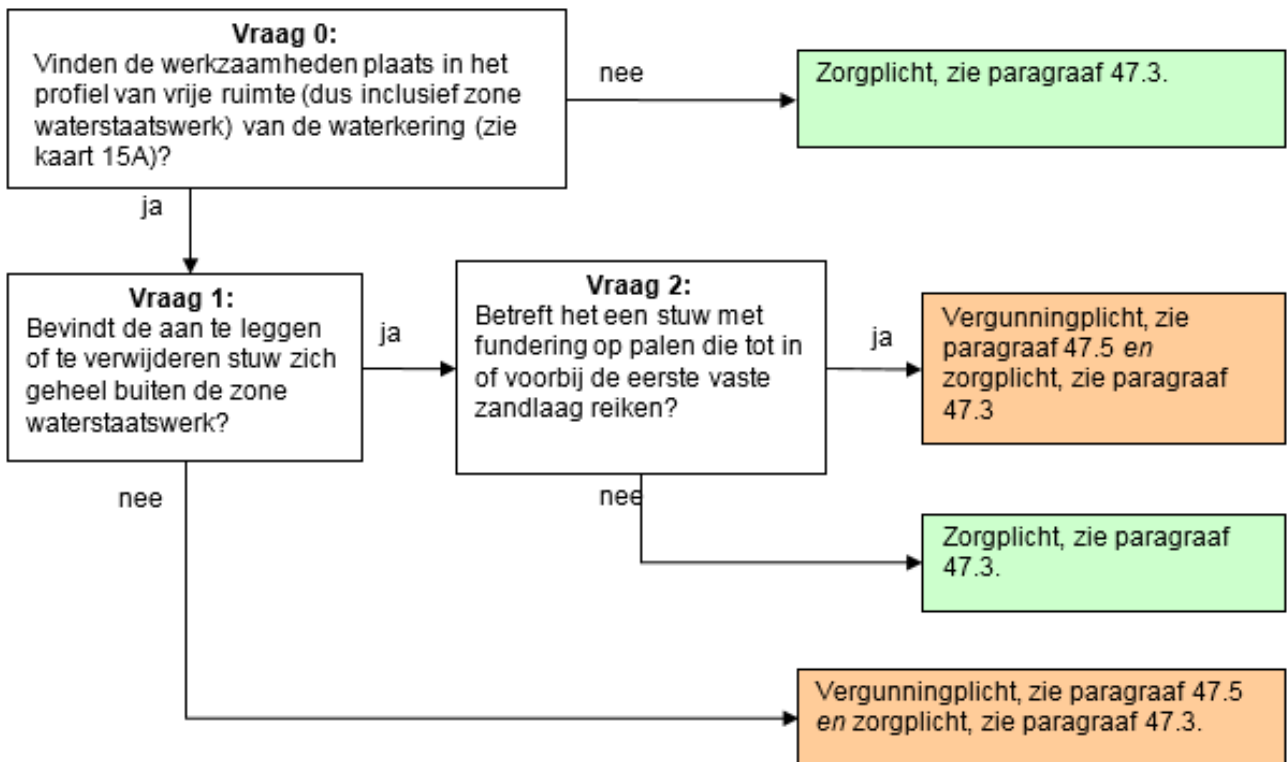 Vraag 0:
Vinden de werkzaamheden plaats in het
profiel van vrije ruimte (dus inclusief zone
waterstaatswerk) van de waterkering (zie
kaart 15A)?
nee
Zorgplicht, zie paragraaf 47.3.
ja
Vraag 1:
Bevindt de aan te leggen
of te verwijderen stuw zich
geheel buiten de zone
waterstaatswerk?
ja
Vraag 2:
Betreft het een stuw met
fundering op palen die tot in
of voorbij de eerste vaste
zandlaag reiken?
ja
Vergunningplicht, zie
paragraaf 47.5 en
zorgplicht, zie paragraaf
47.3
nee
nee
Zorgplicht, zie paragraaf
47.3.
Vergunningplicht, zie paragraaf 47.5
en zorgplicht, zie paragraaf 47.3.